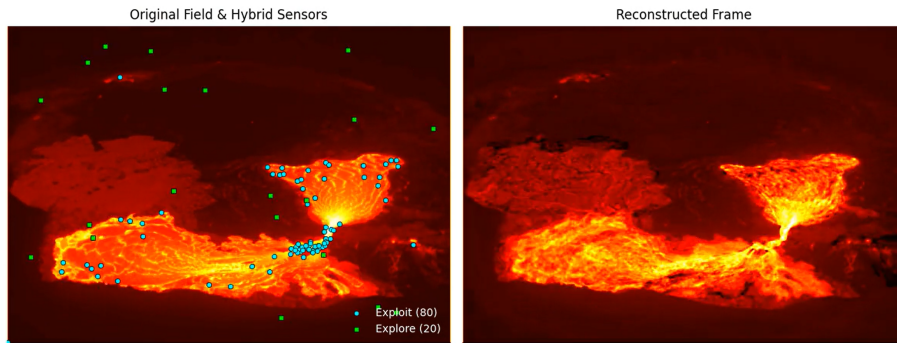 Original Field & Hybrid Sensors
Reconstructed Frame
Exploit (80)
Explore (20)